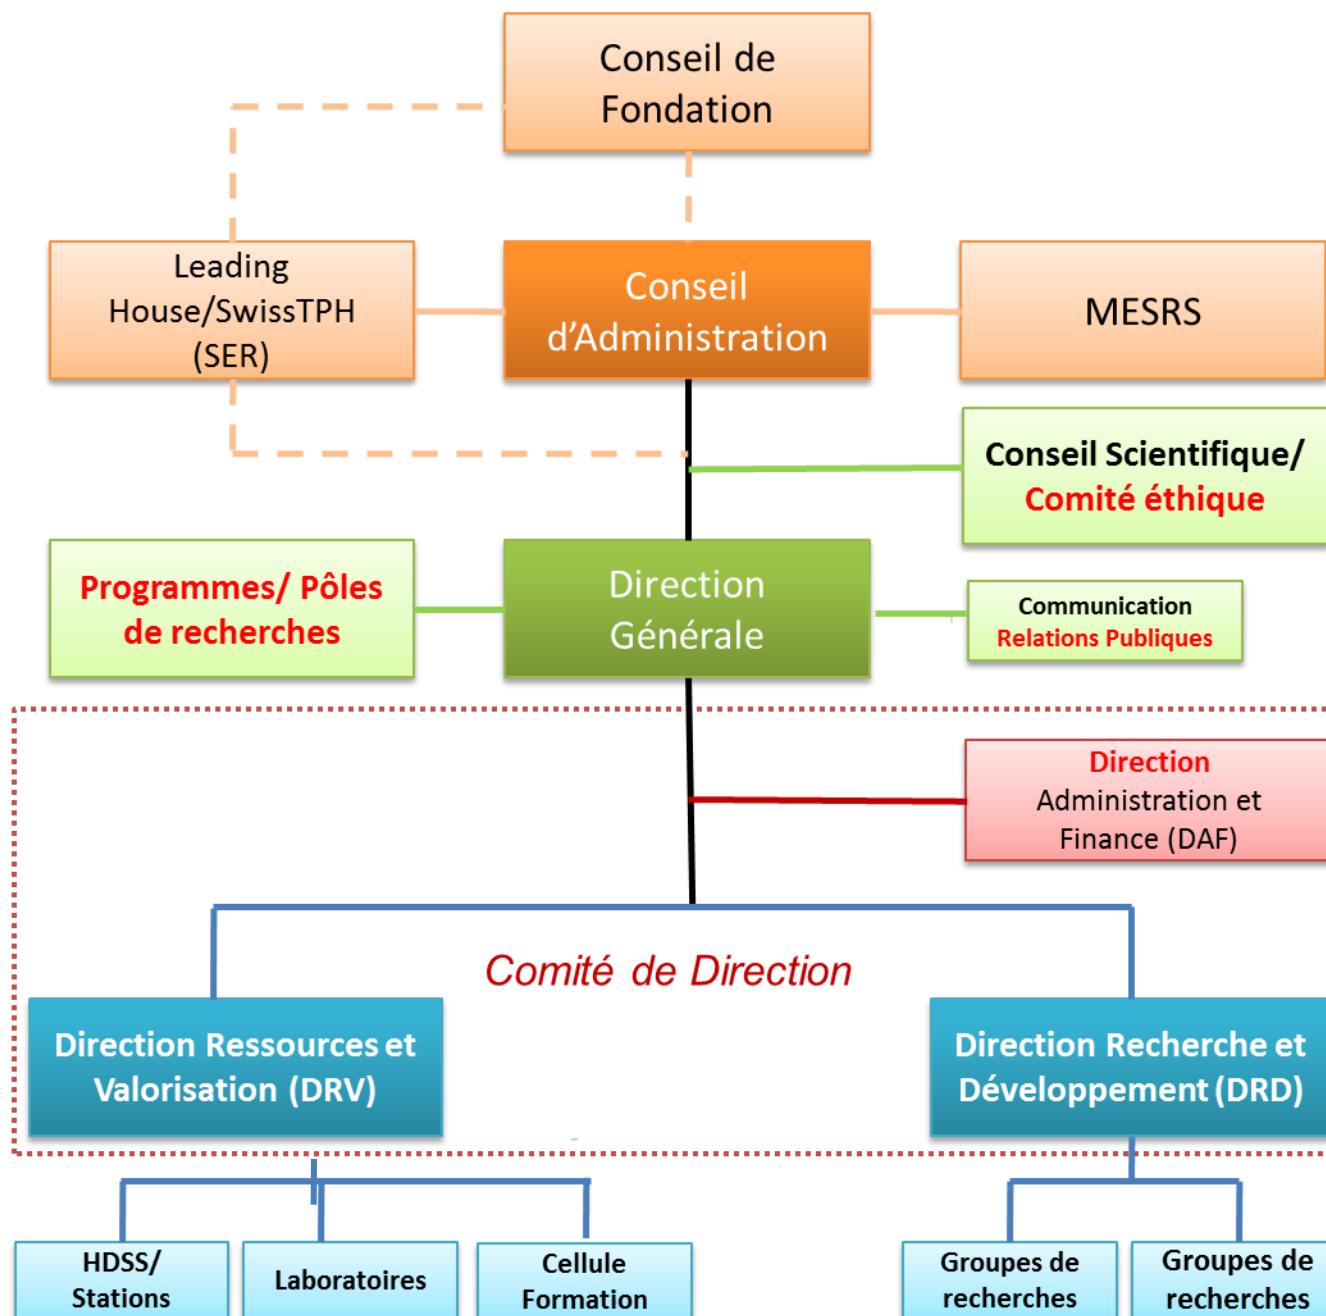 Conseil de
Fondation
Leading
House/SwissTPH
(SER)
Conseil
d’Administration
MESRS
Conseil Scientifique/
Comité éthique
Programmes/ Pôles
de recherches
Direction
Générale
Communication
Relations Publiques
Direction
Administration et
Finance (DAF)
Comité de Direction
Direction Ressources et
Valorisation (DRV)
Direction Recherche et
Développement (DRD)
HDSS/
Stations
Laboratoires
Cellule
Formation
Groupes de
recherches
Groupes de
recherches